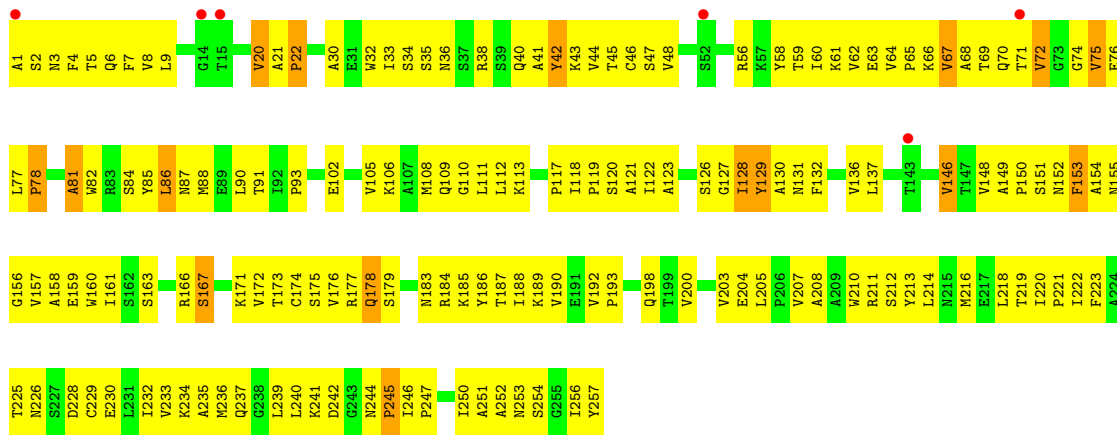 A1 S2 N3 F4 T5 Q6 F7 V8 L9 G14 T15 V20 A21 P22 A30 E31 W32 I33 S34 S35 N36 S37 R38 S39 Q40 A41 Y42 K43 V44 T45 C46 S47 V48 S52 R56 K57 Y58 T59 I60 K61 V62 E63 V64 P65 K66 V67 A68 T69 Q70 T71 V72 G73 G74 V75 E76
L77 P78 A81 W82 R83 S84 Y85 L86 N87 M88 E89 L90 T91 I92 P93 E102 V105 K106 A107 M108 Q109 G110 L111 L112 K113 P117 I118 P119 S120 A121 I122 A123 S126 G127 I128 Y129 A130 N131 F132 V136 L137 T143 V146 T147 V148 A149 P150 S151 N152 F153 A154 N155
G156 V157 A158 E159 W160 I161 S162 S163 R166 S167 K171 V172 T173 C174 S175 V176 R177 Q178 S179 N183 R184 K185 Y186 T187 I188 K189 V190 E191 V192 P193 Q198 T199 V200 V203 E204 L205 P206 V207 A208 A209 W210 R211 S212 Y213 L214 N215 M216 E217 L218 T219 I220 P221 I222 F223 A224
T225 N226 S227 D228 C229 E230 L231 I232 V233 K234 A235 M236 Q237 G238 L239 L240 K241 D242 G243 N244 P245 I246 P247 I250 A251 A252 N253 S254 G255 I256 Y257